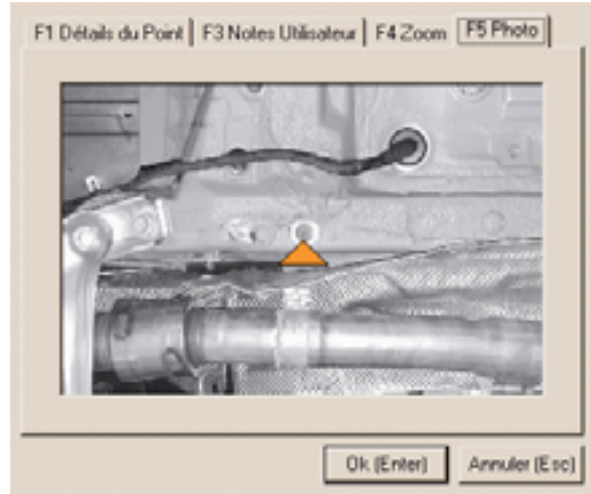 F1 Détails du Point F3 Notes Utilisateur F4 Zoom F5 Photo
Ok (Enter) Annuler (Esc)